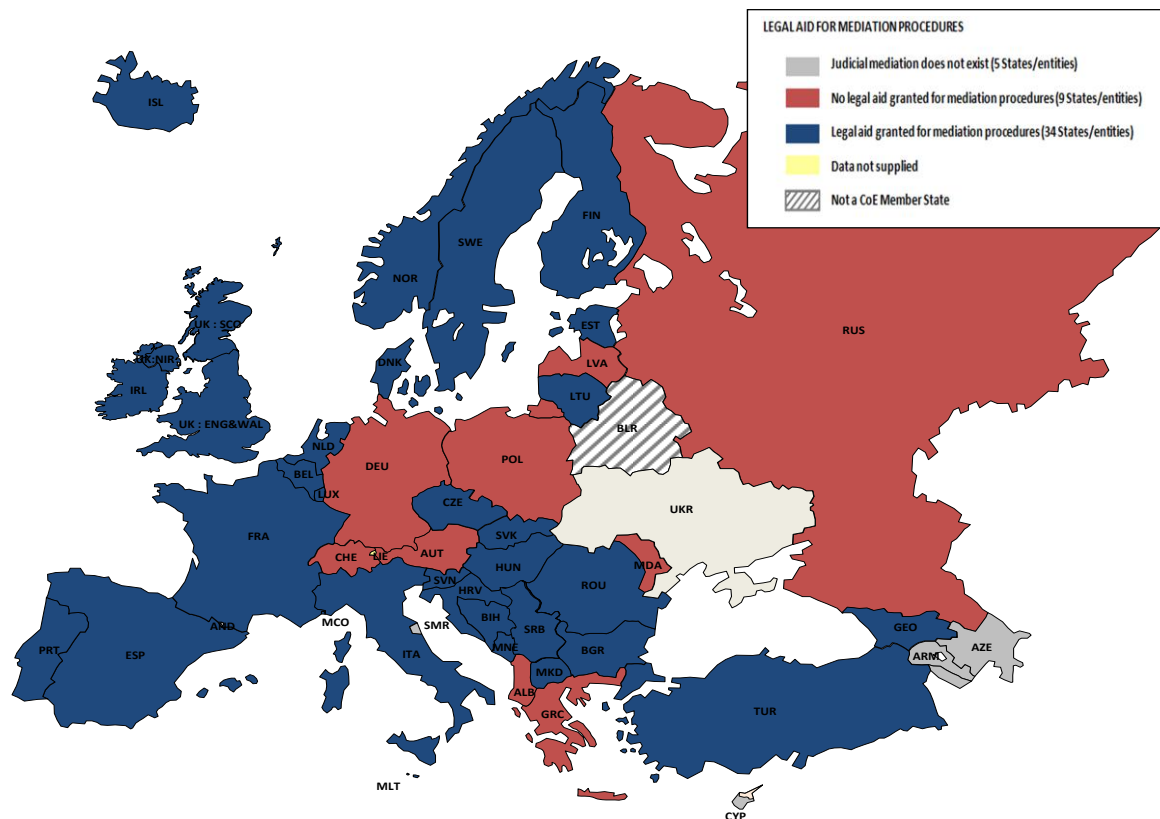 LEGAL AID FOR MEDIATION PROCEDURES
Judicial mediation does not exist (5 States/entities)
No legal aid granted for mediation procedures (9 States/entities)
Legal aid granted for mediation procedures (34 States/entities)
Data not supplied
Not a CoE Member State
ISL
FIN
SWE
NOR
UK : SCO
EST
RUS
UK:NIR
DNK
LVA
IRL
LTU
UK : ENG&WAL
BLR
NLD
DEU
POL
BEL
LUX
CZE
UKR
FRA
SVK
CHE
LIE
AUT
HUN
MDA
SVN
ROU
HRV
ARD
MCO
SMR
BIH
SRB
GEO
PRT
ESP
ITA
MNE
BGR
ARM
AZE
MKD
ALB
GRC
TUR
MLT
CYP